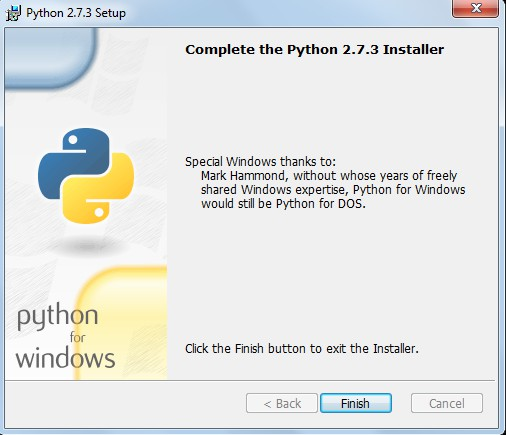 Python 2.7.3 Setup
Complete the Python 2.7.3 Installer
Special Windows thanks to:
Mark Hammond, without whose years of freely
shared Windows expertise, Python for Windows
would still be Python for DOS.
python
for
windows
Click the Finish button to exit the Installer.
< Back
Finish
Cancel